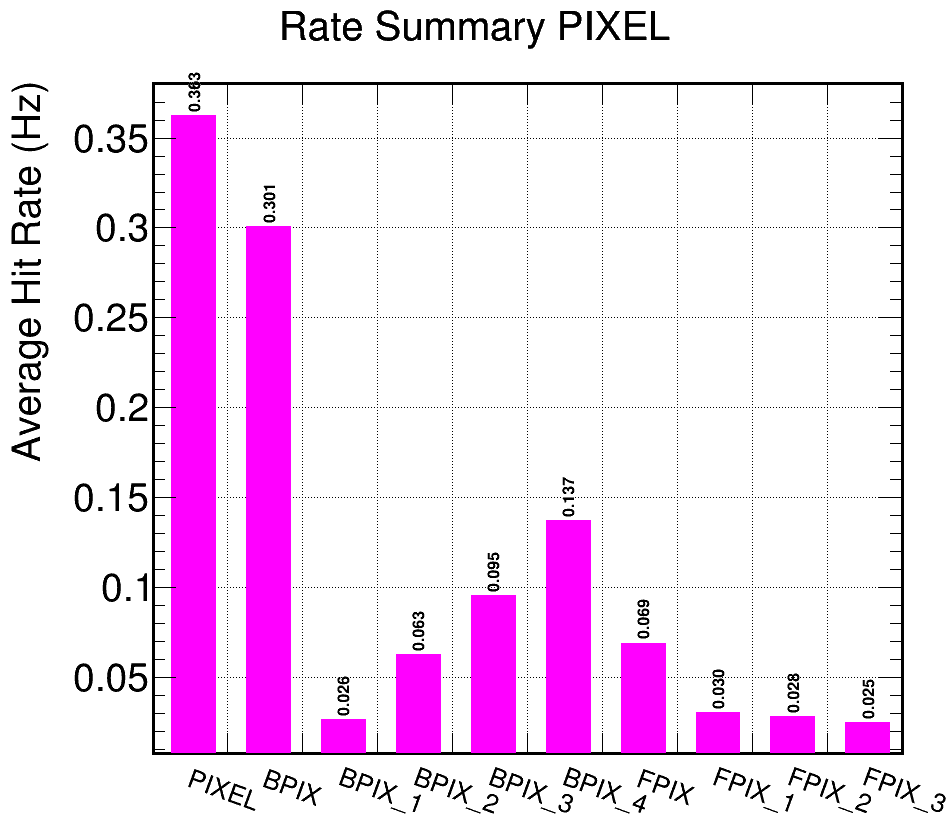 Rate Summary PIXEL
Average Hit Rate (Hz)
0.35
0.3
0.25
0.2
0.15
0.1
0.05
0.363
0.301
0.026
0.063
0.095
0.137
0.069
0.030
0.028
0.025
PIXEL
BPIX
BPIX_1
BPIX_2
BPIX_3
BPIX_4
FPIX
FPIX_1
FPIX_2
FPIX_3